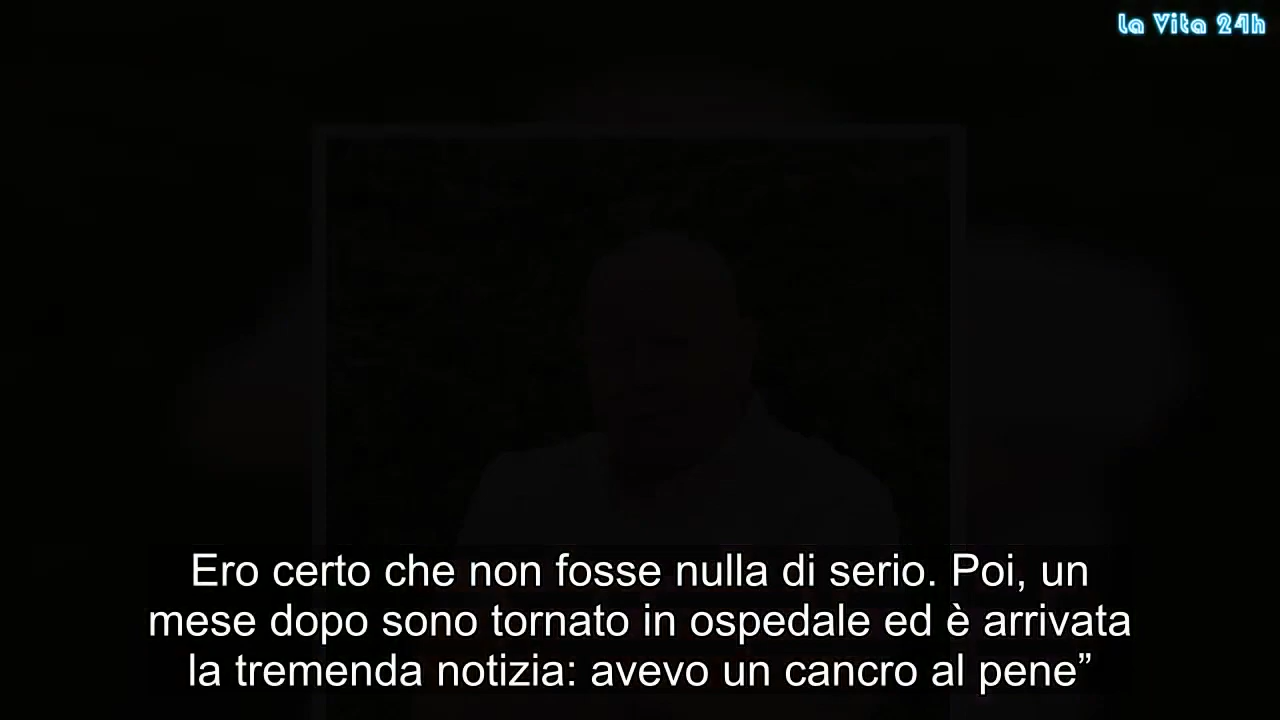 la Vita 24h
Ero certo che non fosse nulla di serio. Poi, un
mese dopo sono tornato in ospedale ed è arrivata
la tremenda notizia: avevo un cancro al pene”